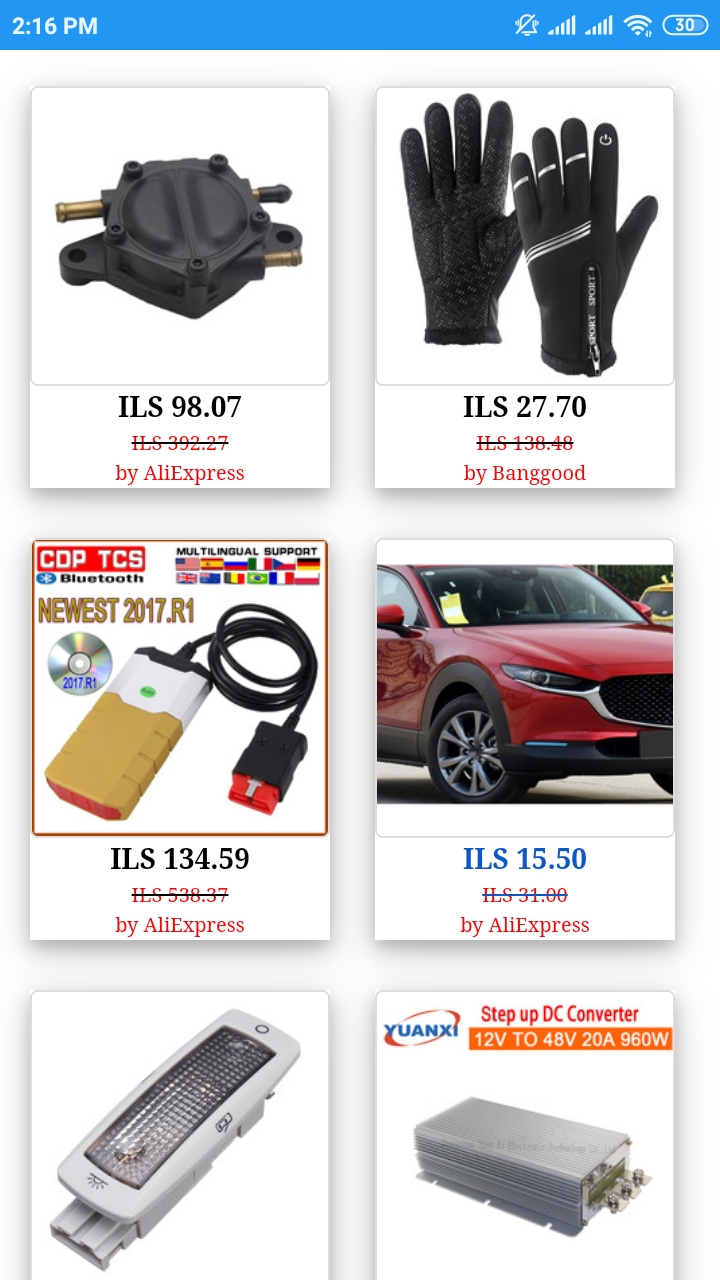 2:16 PM
30
SPORT SPORT
ILS 98.07
ILS 392.27
by AliExpress
ILS 27.70
ILS 138.48
by Banggood
CDP TCS
Bluetooth
MULTILINGUAL SUPPORT
NEWEST 2017.R1
2017.R1
ILS 134.59
ILS 538.37
by AliExpress
ILS 15.50
ILS 31.00
by AliExpress
YUANXI
Step up DC Converter
12V TO 48V 20A 960W